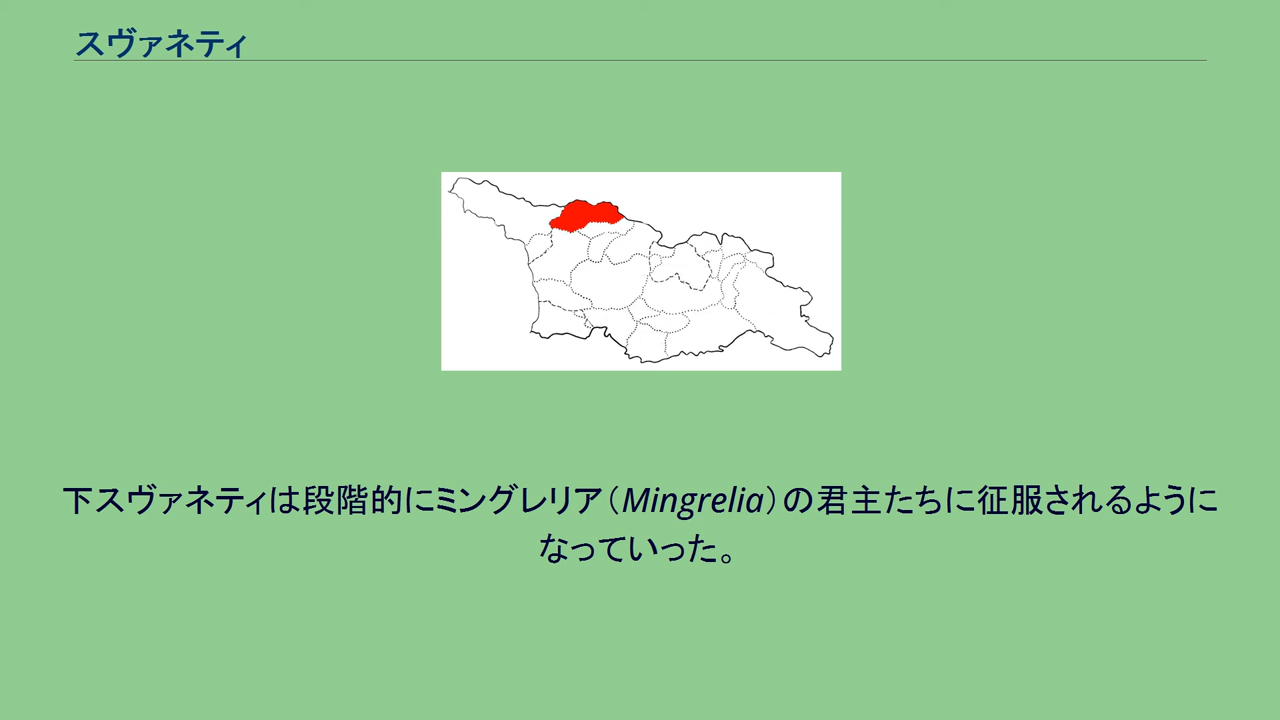 スヴァネティ
下スヴァネティは段階的にミングレリア（Mingrelia）の君主たちに征服されるように
なっていった。